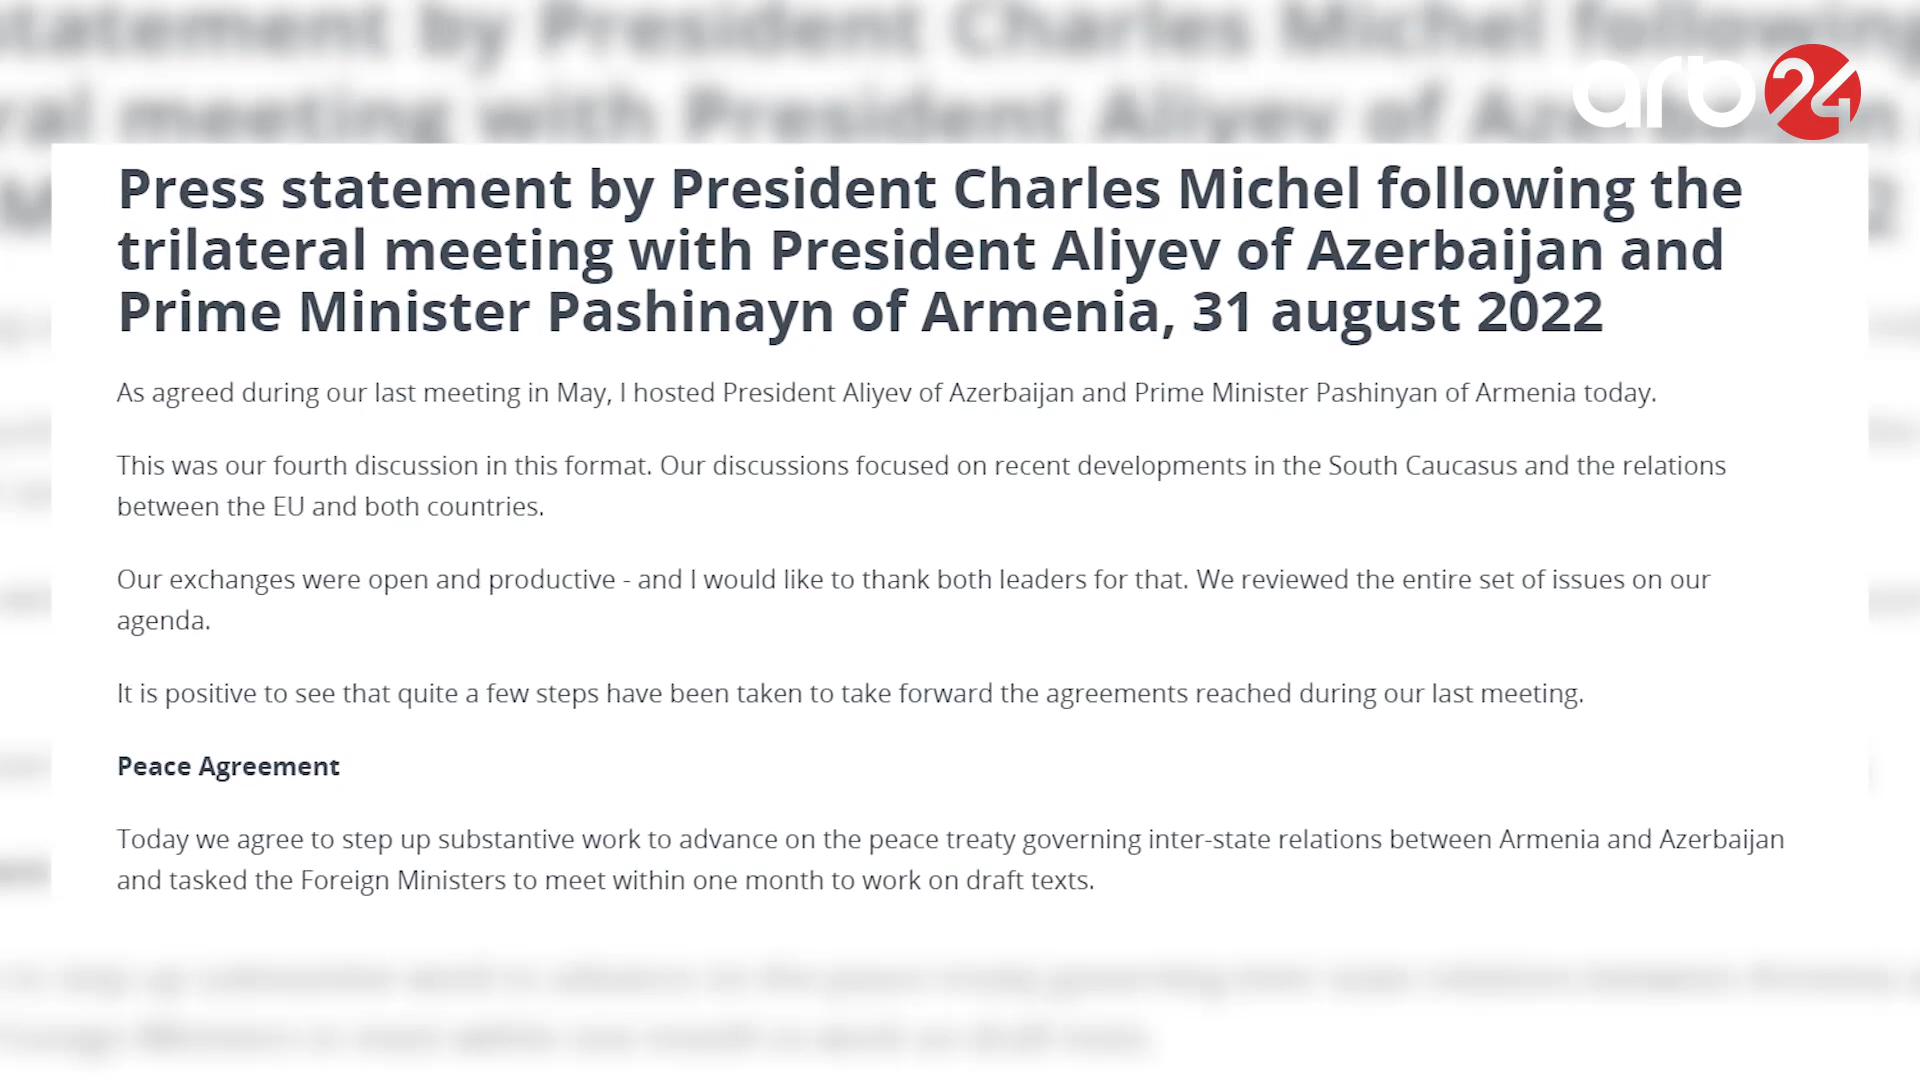 arb 24
Press statement by President Charles Michel following the
trilateral meeting with President Aliyev of Azerbaijan and
Prime Minister Pashinayn of Armenia, 31 august 2022
As agreed during our last meeting in May, I hosted President Aliyev of Azerbaijan and Prime Minister Pashinyan of Armenia today.
This was our fourth discussion in this format. Our discussions focused on recent developments in the South Caucasus and the relations
between the EU and both countries.
Our exchanges were open and productive - and I would like to thank both leaders for that. We reviewed the entire set of issues on our
agenda.
It is positive to see that quite a few steps have been taken to take forward the agreements reached during our last meeting.
Peace Agreement
Today we agree to step up substantive work to advance on the peace treaty governing inter-state relations between Armenia and Azerbaijan
and tasked the Foreign Ministers to meet within one month to work on draft texts.